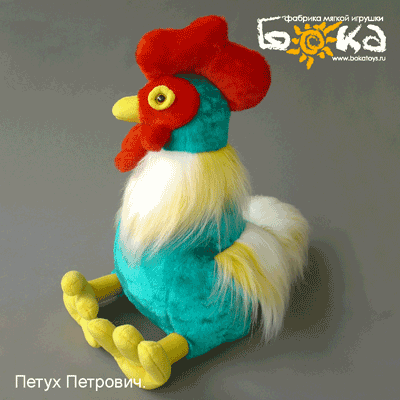 фабрика мягкой игрушки
БОКА
www.bokatoys.ru
Петух Петрович.